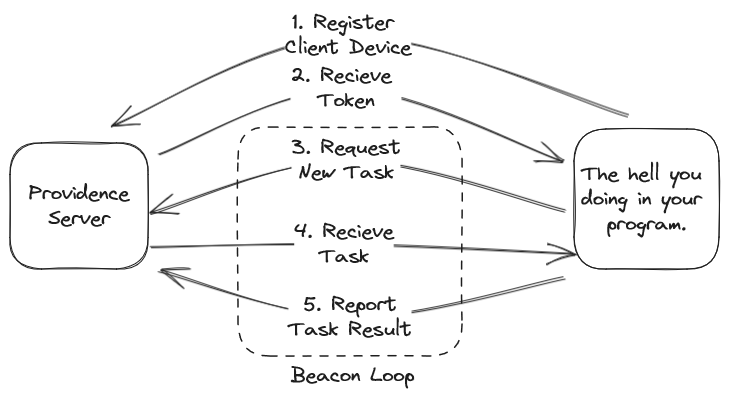 1. Register
Client Device
2. Recieve
Token
3. Request
New Task
Providence
Server
The hell you
doing in your
program.
4. Recieve
Task
5. Report
Task Result
Beacon Loop